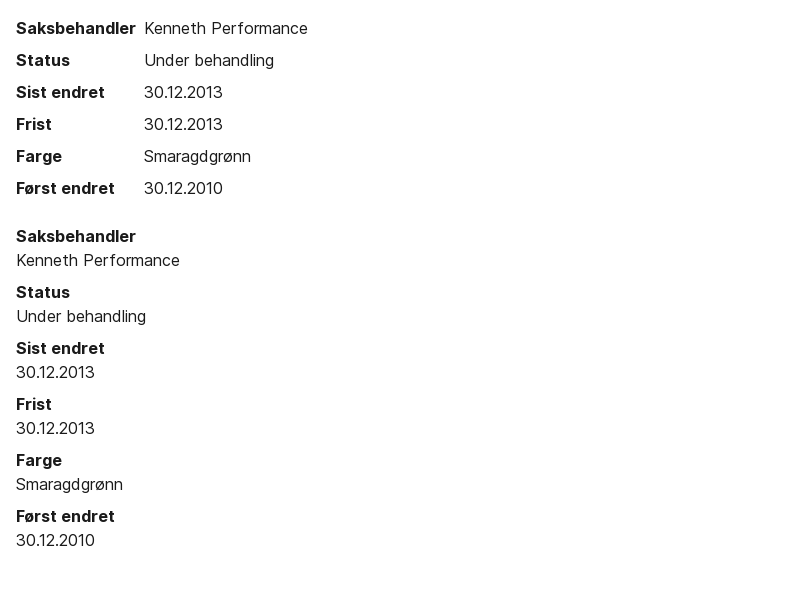 Saksbehandler Kenneth Performance
Status Under behandling
Sist endret 30.12.2013
Frist 30.12.2013
Farge Smaragdgrønn
Først endret 30.12.2010
Saksbehandler
Kenneth Performance
Status
Under behandling
Sist endret
30.12.2013
Frist
30.12.2013
Farge
Smaragdgrønn
Først endret
30.12.2010